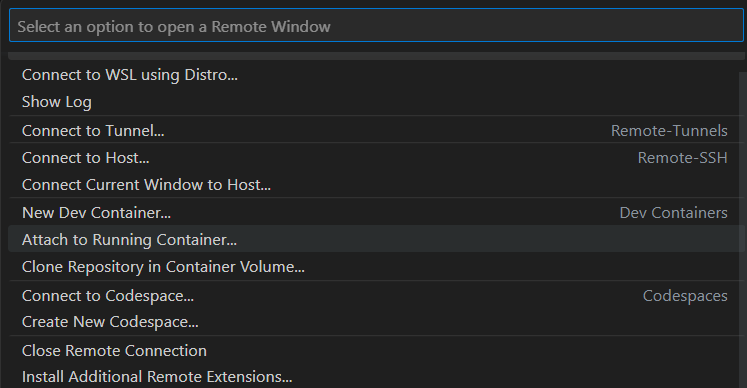 Select an option to open a Remote Window
Connect to WSL using Distro...
Show Log
Connect to Tunnel... Remote-Tunnels
Connect to Host... Remote-SSH
Connect Current Window to Host...
New Dev Container... Dev Containers
Attach to Running Container...
Clone Repository in Container Volume...
Connect to Codespace... Codespaces
Create New Codespace...
Close Remote Connection
Install Additional Remote Extensions...